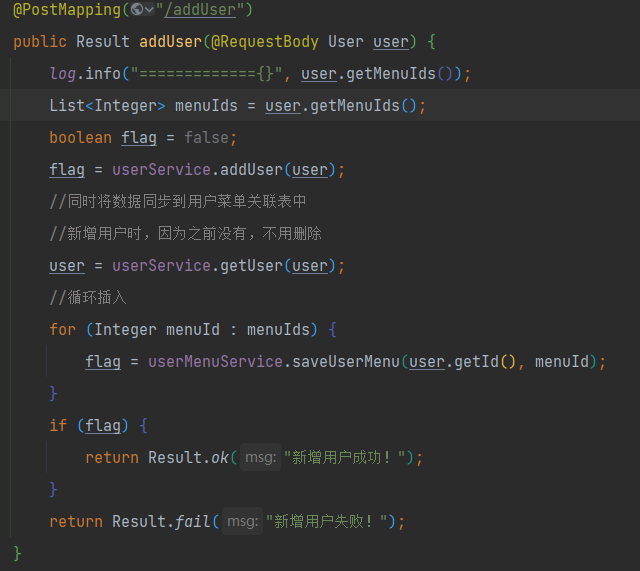 @PostMapping("/addUser")
public Result addUser(@RequestBody User user) {
log.info("============={}", user.getMenuIds());
List<Integer> menuIds = user.getMenuIds();
boolean flag = false;
flag = userService.addUser(user);
//同时将数据同步到用户菜单关联表中
//新增用户时，因为之前没有，不用删除
user = userService.getUser(user);
//循环插入
for (Integer menuId : menuIds) {
flag = userMenuService.saveUserMenu(user.getId(), menuId);
}
if (flag) {
return Result.ok( msg: "新增用户成功！");
}
return Result.fail( msg: "新增用户失败！");
}